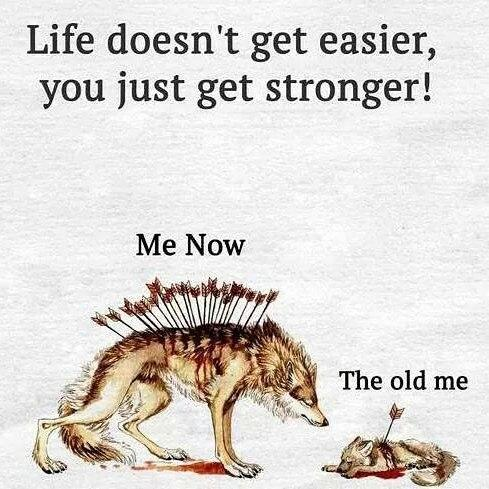 Life doesn't get easier,
you just get stronger!
Me Now
The old me